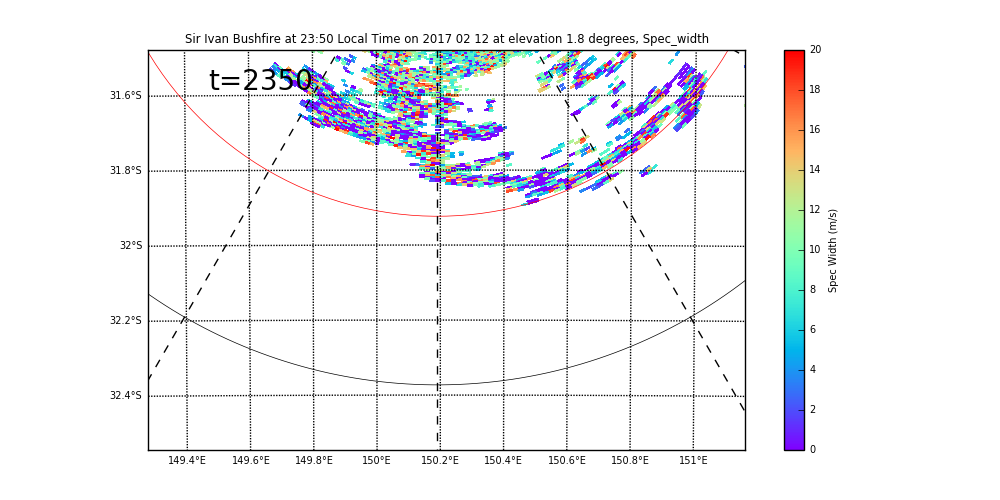 Sir Ivan Bushfire at 23:50 Local Time on 2017 02 12 at elevation 1.8 degrees, Spec_width
t=2350
31.6°S
31.8°S
32°S
32.2°S
32.4°S
149.4°E 149.6°E 149.8°E 150°E 150.2°E 150.4°E 150.6°E 150.8°E 151°E
20
18
16
14
12
10
8
6
4
2
0
Spec Width (m/s)